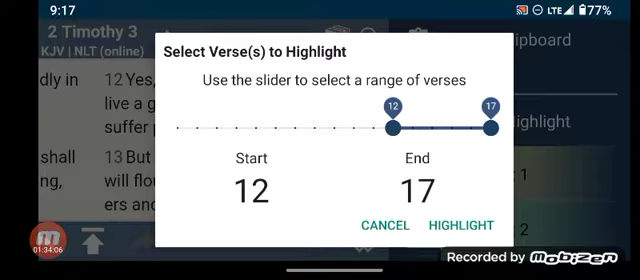 9:17
LTE 77%
2 Timothy 3
KJV | NLT (online)
Select Verse(s) to Highlight
Use the slider to select a range of verses
12 17
Start End
12 17
CANCEL HIGHLIGHT
dly in 12 Yes,
live a g
suffer
shall 13 But
ng, will flo
ers and
ipboard
ighlight
1
2
01:34:06
Recorded by Mobizen